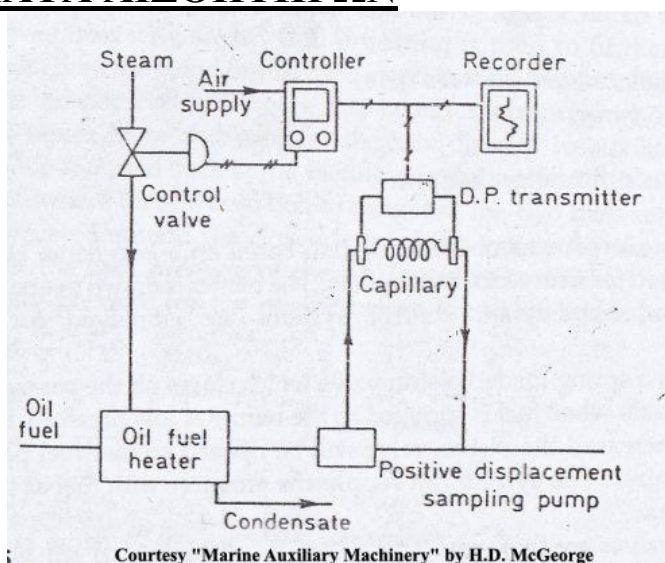 ΑΙΣΘΗΤΗΡΩΝ
Steam
Controller
Recorder
Air
supply
Control
valve
D.P. transmitter
Capillary
Oil
fuel
Oil fuel
heater
Positive displacement
sampling pump
Condensate
Courtesy "Marine Auxiliary Machinery" by H.D. McGeorge